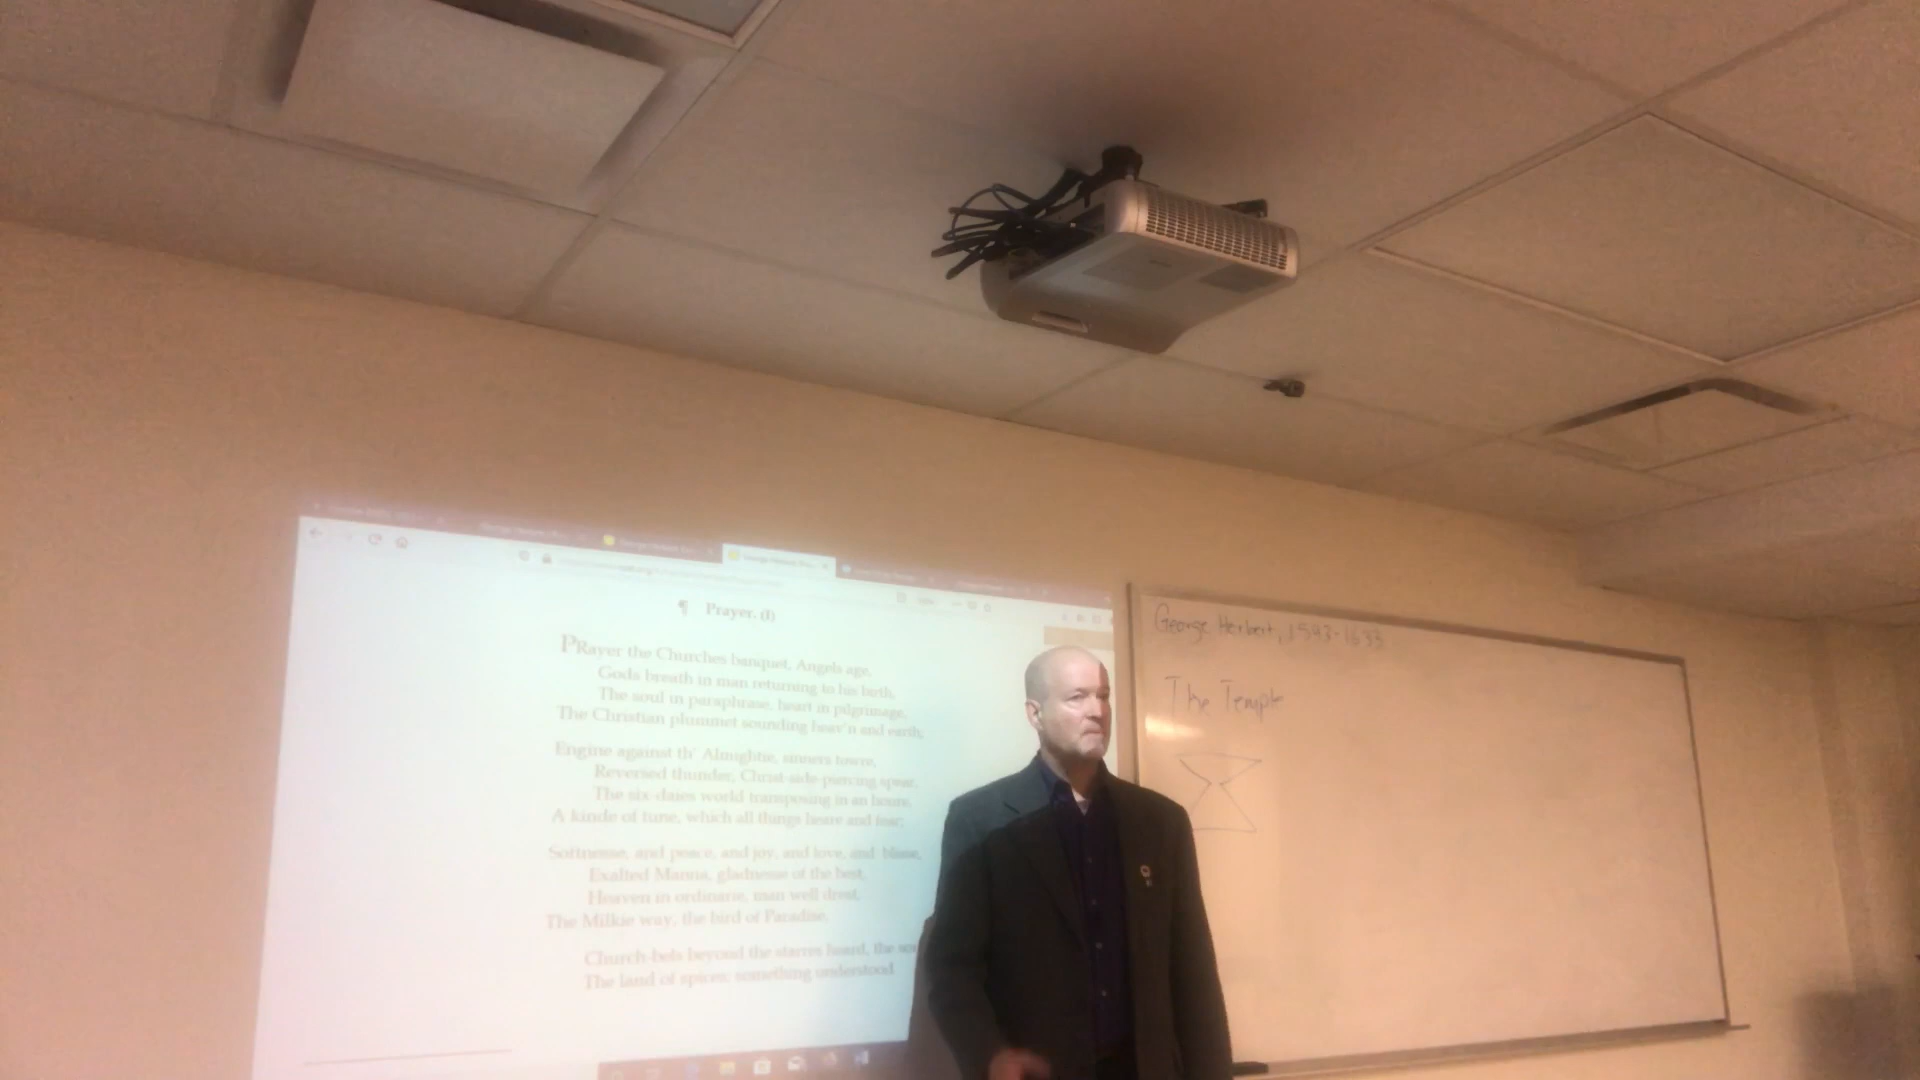 ¶ Prayer. (I)
PRayer the Churches banquet, Angels age,
Gods breath in man returning to his birth,
The soul in paraphrase, heart in pilgrimage,
The Christian plummet sounding heav'n and earth;
Engine against th' Almightie, sinners towre,
Reversed thunder, Christ-side-piercing spear,
The six-daies world transposing in an houre,
A kinde of tune, which all things heare and fear;
Softnesse, and peace, and joy, and love, and blisse,
Exalted Manna, gladnesse of the best,
Heaven in ordinarie, man well drest,
The Milkie way, the bird of Paradise,
Church-bels beyond the starres heard, the
The land of spices; something understood
George Herbert, 1593-1633
The Temple